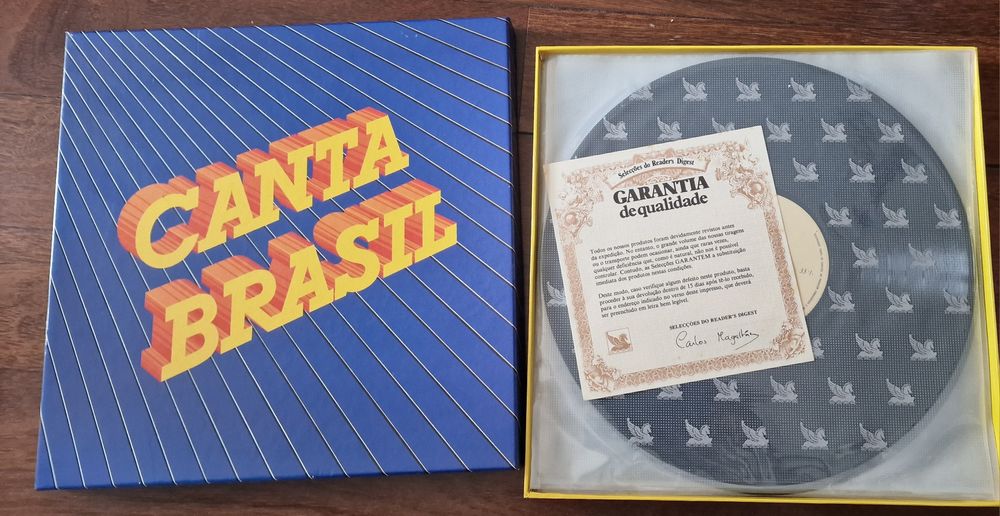 CANTA
BRASIL
Selecções do Reader's Digest
GARANTIA
de qualidade
Todos os nossos produtos foram devidamente revistos antes
da expedição. No entanto, o grande volume das nossas tiragens
ou o transporte podem ocasionar, ainda que raras vezes,
qualquer deficiência que, como é natural, não nos é possível
controlar. Contudo, as Selecções GARANTEM a substituição
imediata dos produtos nestas condições.
Deste modo, caso verifique algum defeito neste produto, basta
proceder à sua devolução dentro de 15 dias após tê-lo recebido,
para o endereço indicado no verso deste impresso, que deverá
ser preenchido em letra bem legível.
SELECÇÕES DO READER'S DIGEST